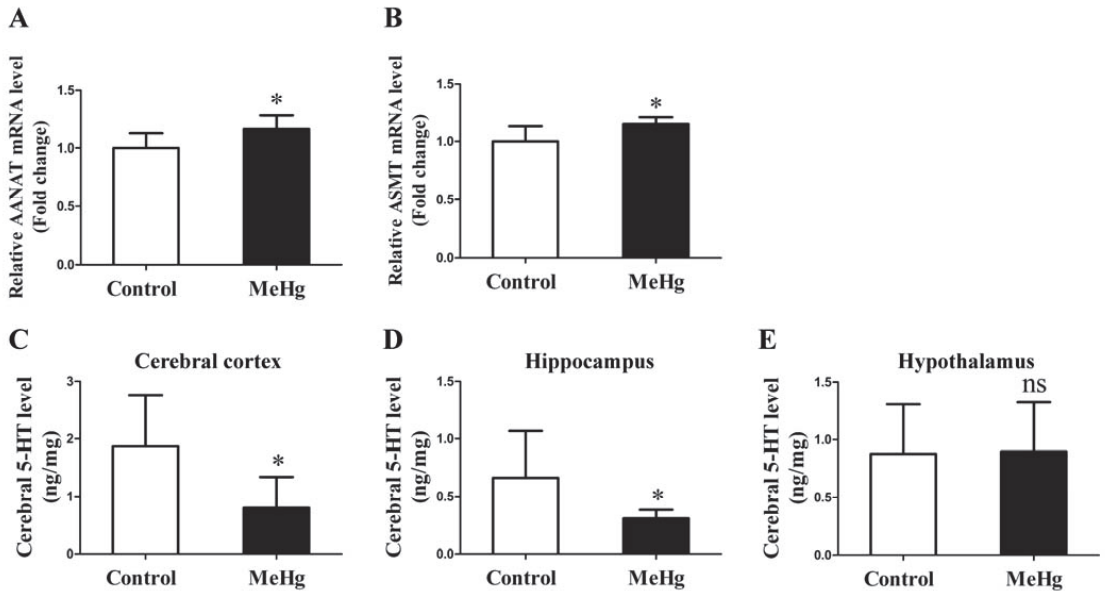 A
Relative AANAT mRNA level
(Fold change)
1.5
1.0
0.5
0.0
*
Control
MeHg
B
Relative ASMT mRNA level
(Fold change)
1.5
1.0
0.5
0.0
*
Control
MeHg
C
Cerebral cortex
Cerebral 5-HT level
(ng/mg)
3
2
1
0
*
Control
MeHg
D
Hippocampus
Cerebral 5-HT level
(ng/mg)
1.5
1.0
0.5
0.0
*
Control
MeHg
E
Hypothalamus
Cerebral 5-HT level
(ng/mg)
1.5
1.0
0.5
0.0
ns
Control
MeHg